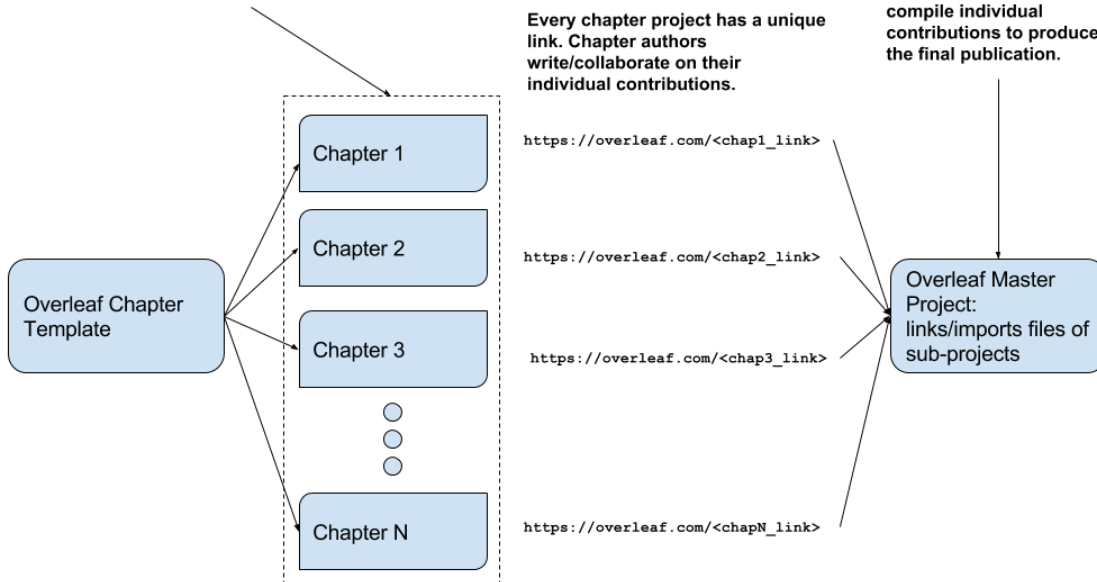 Every chapter project has a unique
link. Chapter authors
write/collaborate on their
individual contributions.
compile individual
contributions to produce
the final publication.
Overleaf Chapter
Template
Chapter 1
Chapter 2
Chapter 3
Chapter N
https://overleaf.com/<chap1_link>
https://overleaf.com/<chap2_link>
https://overleaf.com/<chap3_link>
https://overleaf.com/<chapN_link>
Overleaf Master
Project:
links/imports files of
sub-projects